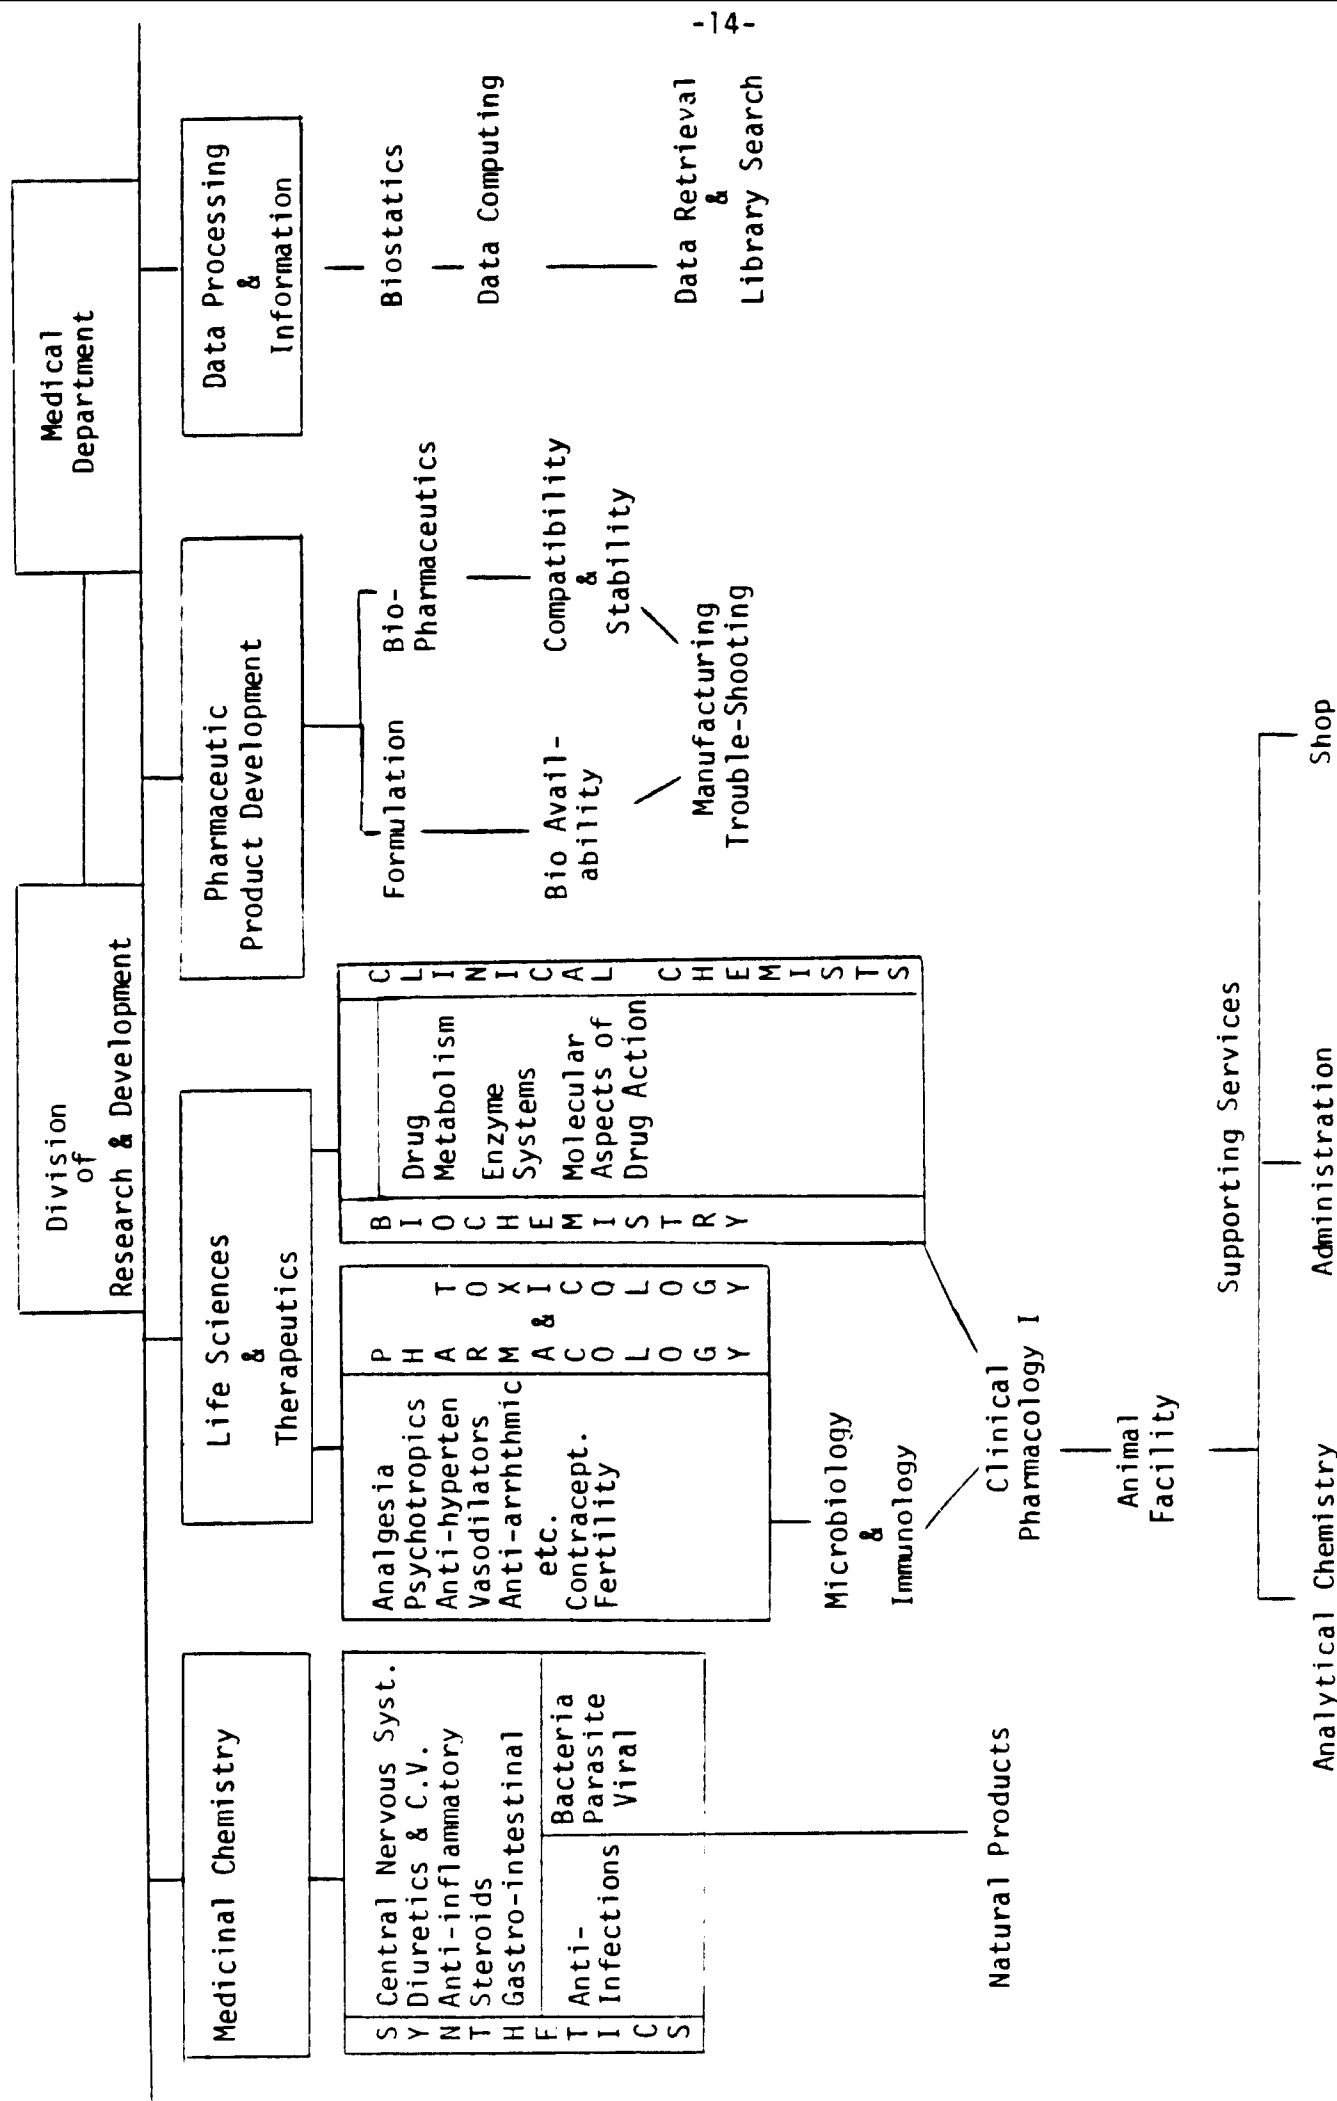 -14-
Division
of
Research & Development
Medical
Department
Medicinal Chemistry
Life Sciences
&
Therapeutics
Pharmaceutic
Product Development
Data Processing
&
Information
SYNTHETICS
Central Nervous Syst.
Diuretics & C.V.
Anti-inflammatory
Steroids
Gastro-intestinal
Anti-
Infections
Bacteria
Parasite
Viral
Natural Products
Analgesia
Psychotropics
Anti-hyperten
Vasodilators
Anti-arrhthmic
etc.
Contracept.
Fertility
PHARMACOLOGY
&
TOXICQLOGY
Microbiology
&
Immunology
BIOCHEMISTRY
Drug
Metabolism
Enzyme
Systems
Molecular
Aspects of
Drug Action
CLINICAL CHEMISTS
Clinical
Pharmacology I
Animal
Facility
Supporting Services
Analytical Chemistry
Administration
Shop
Formulation
Bio-
Pharmaceutics
Bio Avail-
ability
Compatibility
&
Stability
Manufacturing
Trouble-Shooting
Biostatics
Data Computing
Data Retrieval
&
Library Search